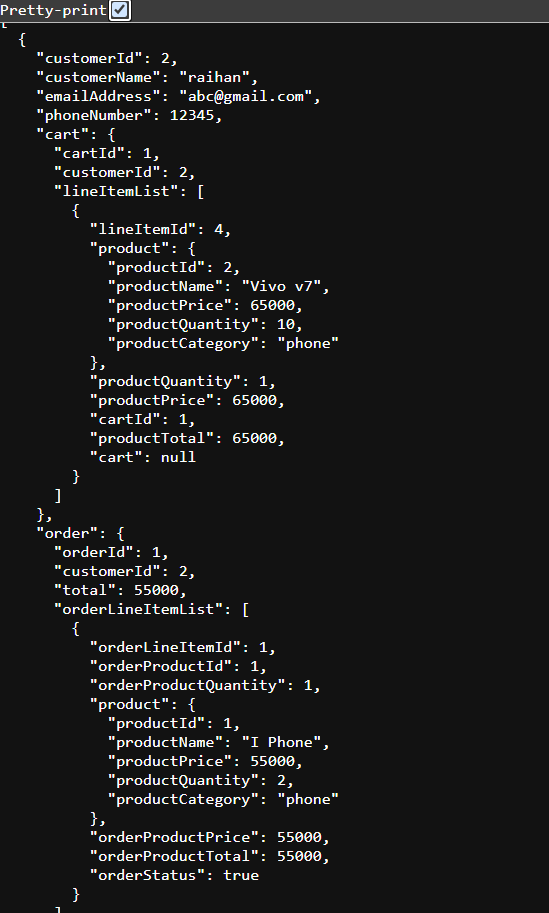 Pretty-print
[
  {
    "customerId": 2,
    "customerName": "raihan",
    "emailAddress": "abc@gmail.com",
    "phoneNumber": 12345,
    "cart": {
      "cartId": 1,
      "customerId": 2,
      "lineItemList": [
        {
          "lineItemId": 4,
          "product": {
            "productId": 2,
            "productName": "Vivo v7",
            "productPrice": 65000,
            "productQuantity": 10,
            "productCategory": "phone"
          },
          "productQuantity": 1,
          "productPrice": 65000,
          "cartId": 1,
          "productTotal": 65000,
          "cart": null
        }
      ]
    },
    "order": {
      "orderId": 1,
      "customerId": 2,
      "total": 55000,
      "orderLineItemList": [
        {
          "orderLineItemId": 1,
          "orderProductId": 1,
          "orderProductQuantity": 1,
          "product": {
            "productId": 1,
            "productName": "I Phone",
            "productPrice": 55000,
            "productQuantity": 2,
            "productCategory": "phone"
          },
          "orderProductPrice": 55000,
          "orderProductTotal": 55000,
          "orderStatus": true
        }
      ]